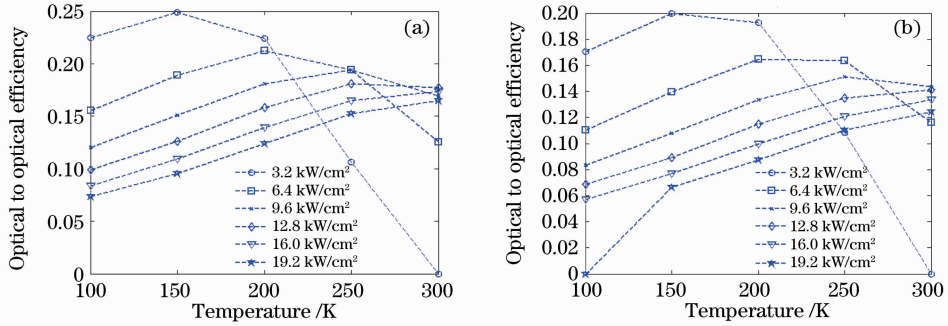 (a)
Optical to optical efficiency
0.25
0.20
0.15
0.10
0.05
0
3.2 kW/cm²
6.4 kW/cm²
9.6 kW/cm²
12.8 kW/cm²
16.0 kW/cm²
19.2 kW/cm²
100 150 200 250 300
Temperature /K
(b)
Optical to optical efficiency
0.20
0.18
0.16
0.14
0.12
0.10
0.08
0.06
0.04
0.02
0
3.2 kW/cm²
6.4 kW/cm²
9.6 kW/cm²
12.8 kW/cm²
16.0 kW/cm²
19.2 kW/cm²
100 150 200 250 300
Temperature /K